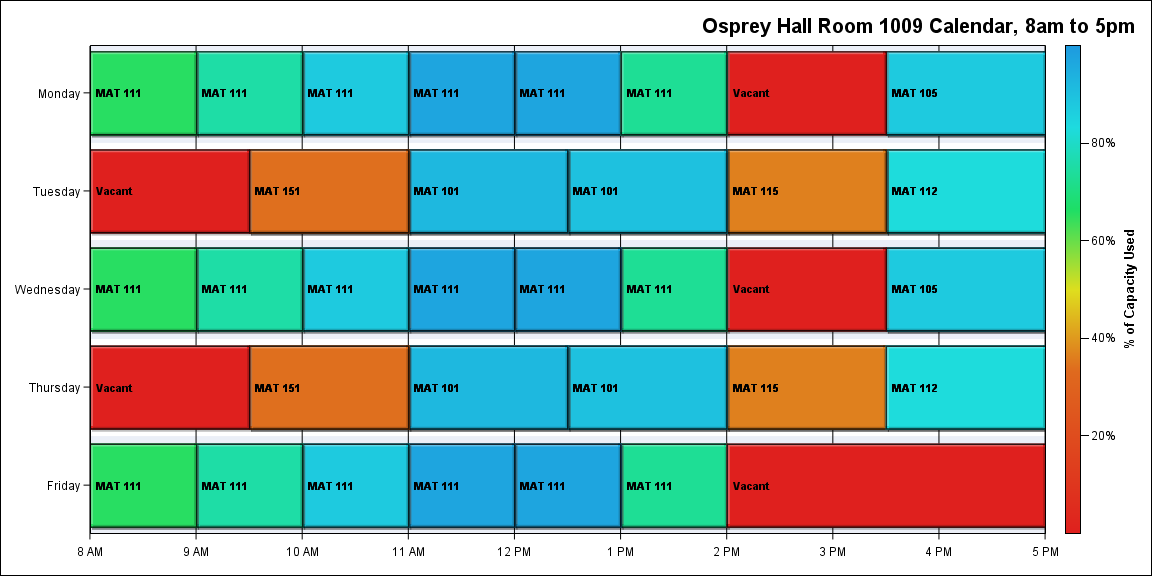 Osprey Hall Room 1009 Calendar, 8am to 5pm
Monday
MAT 111 MAT 111 MAT 111 MAT 111 MAT 111 MAT 111 Vacant MAT 105
Tuesday
Vacant MAT 151 MAT 101 MAT 101 MAT 115 MAT 112
Wednesday
MAT 111 MAT 111 MAT 111 MAT 111 MAT 111 MAT 111 Vacant MAT 105
Thursday
Vacant MAT 151 MAT 101 MAT 101 MAT 115 MAT 112
Friday
MAT 111 MAT 111 MAT 111 MAT 111 MAT 111 MAT 111 Vacant
8 AM 9 AM 10 AM 11 AM 12 PM 1 PM 2 PM 3 PM 4 PM 5 PM
80%
60%
40%
20%
% of Capacity Used